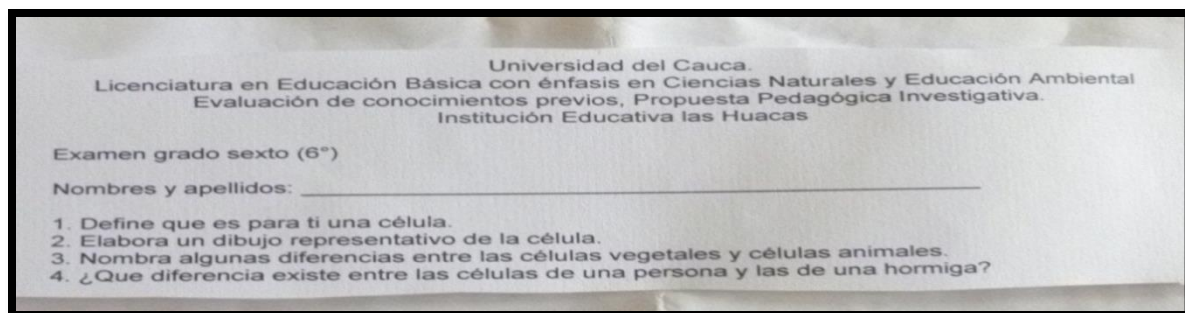 Universidad del Cauca.
Licenciatura en Educación Básica con énfasis en Ciencias Naturales y Educación Ambiental
Evaluación de conocimientos previos, Propuesta Pedagógica Investigativa.
Institución Educativa las Huacas
Examen grado sexto (6°)
Nombres y apellidos:
1. Define que es para ti una célula.
2. Elabora un dibujo representativo de la célula.
3. Nombra algunas diferencias entre las células vegetales y células animales.
4. ¿Que diferencia existe entre las células de una persona y las de una hormiga?